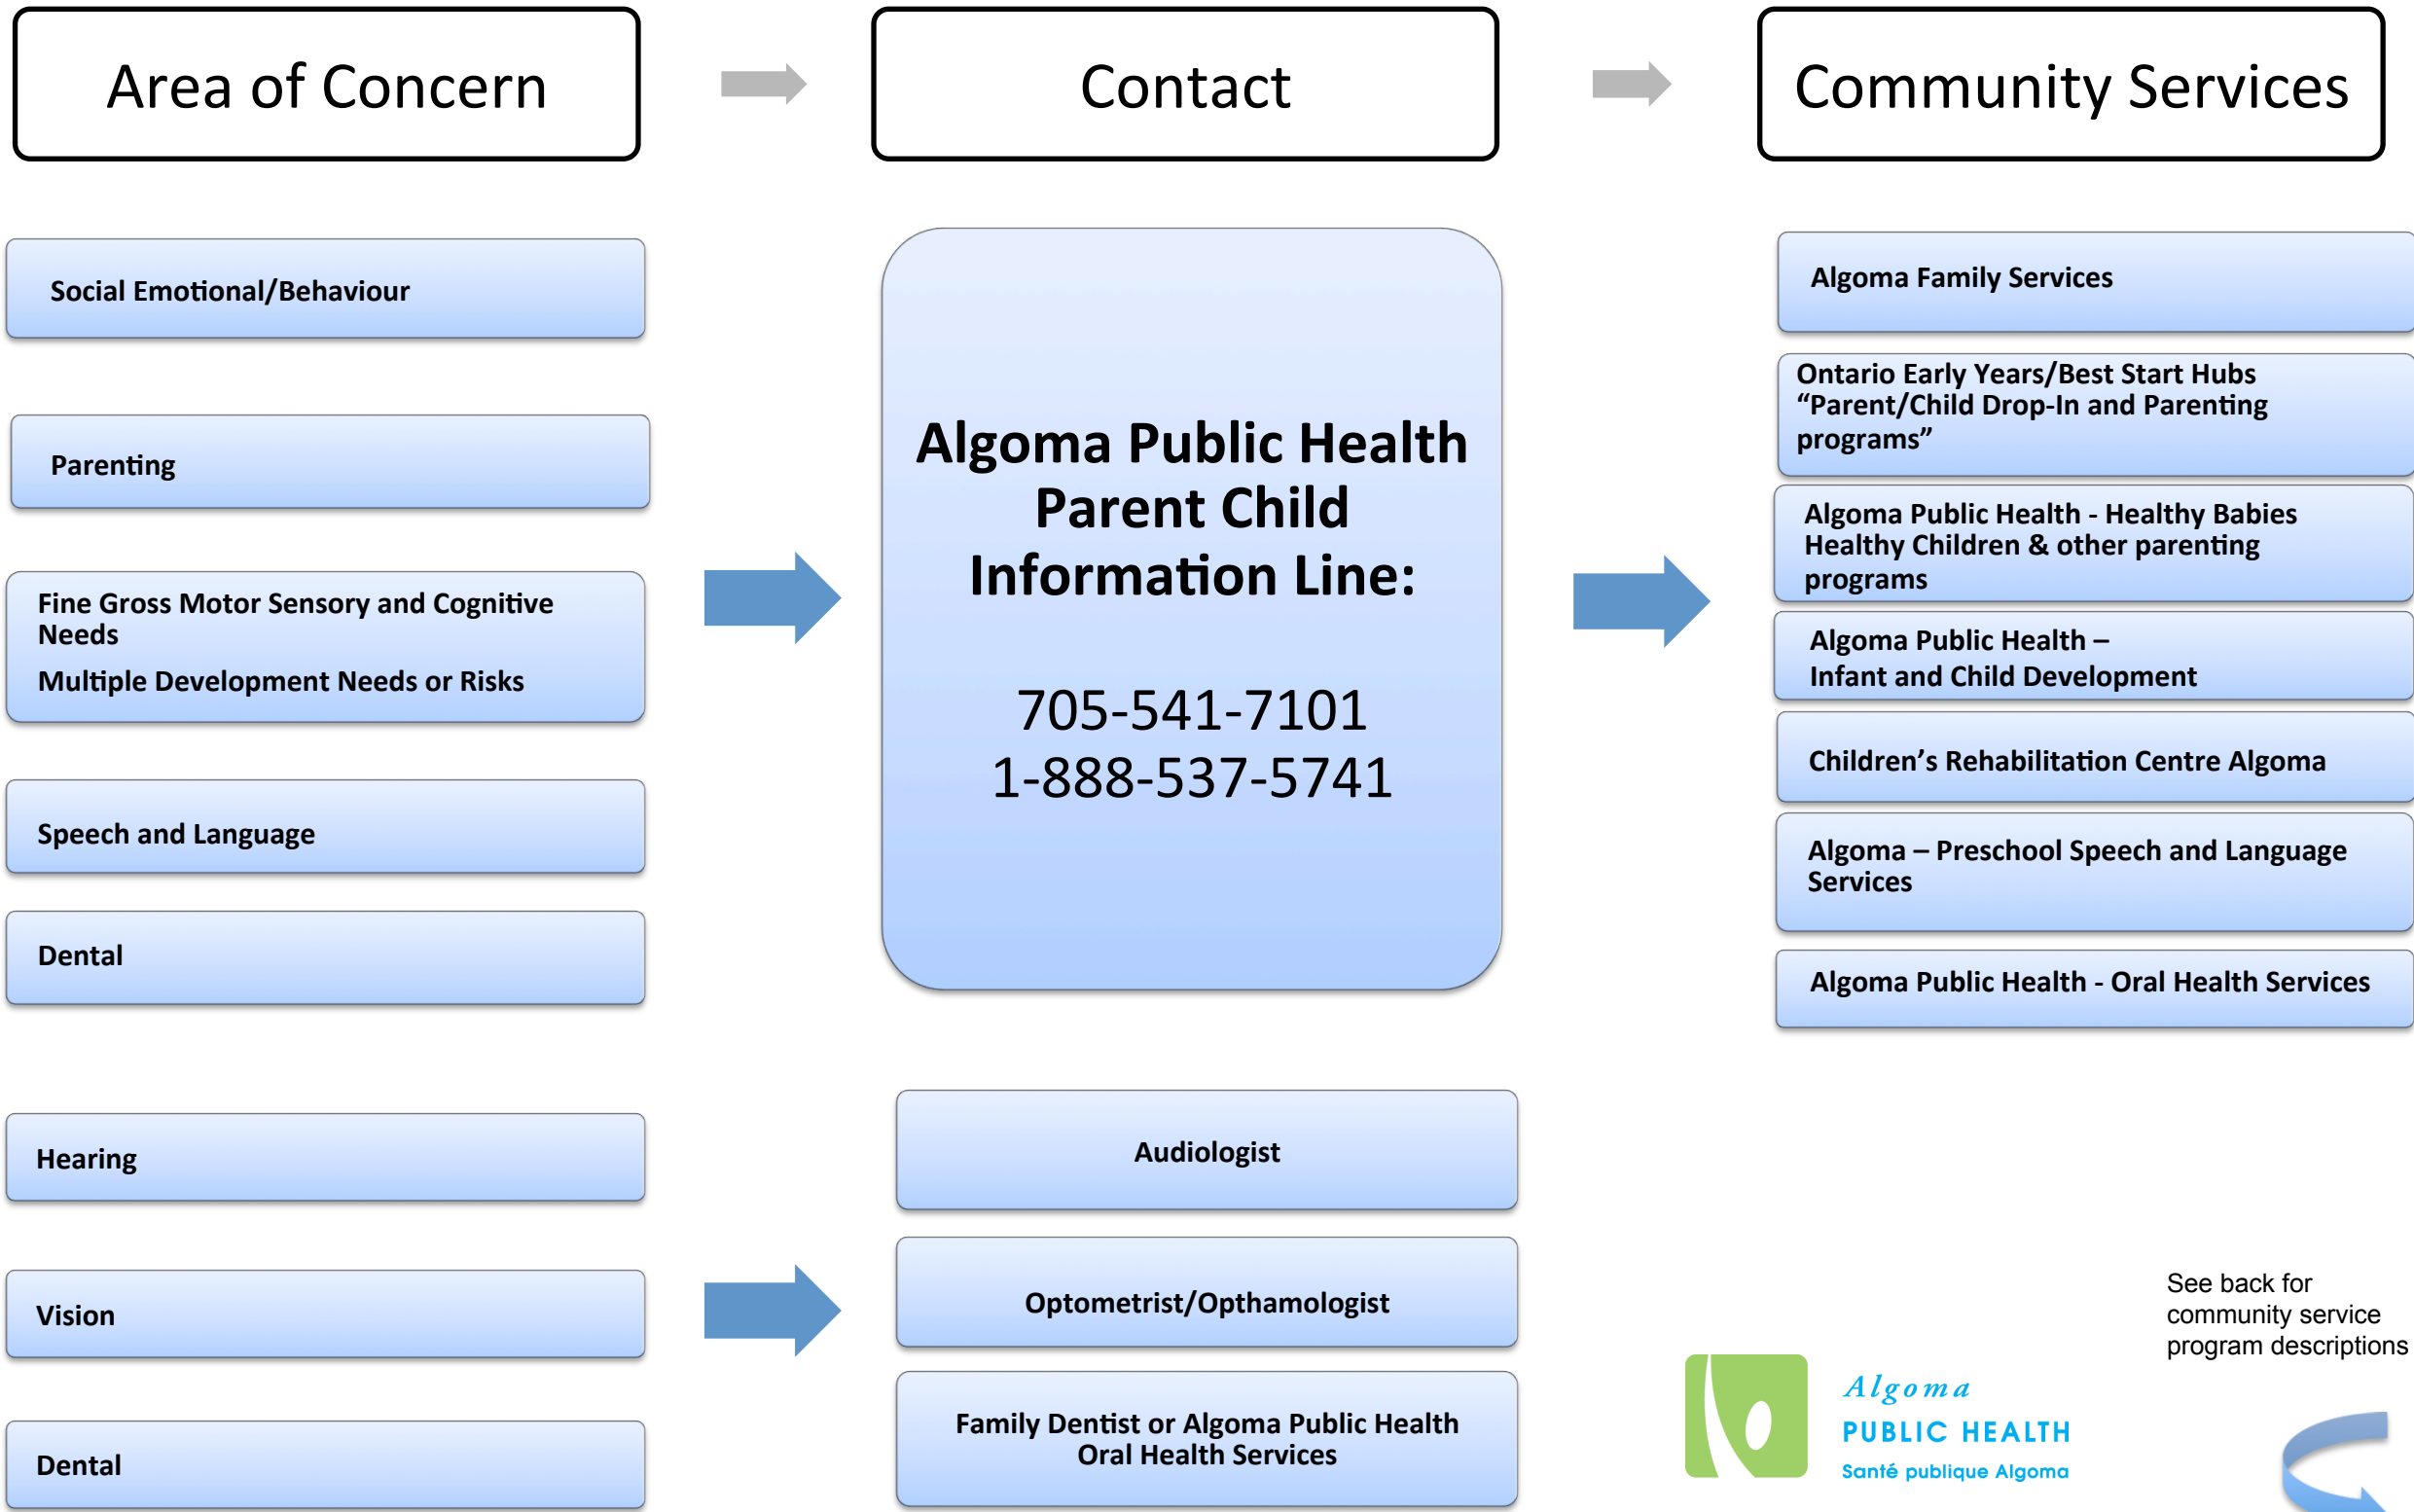 Area of Concern
Contact
Community Services
Social Emotional/Behaviour
Parenting
Fine Gross Motor Sensory and Cognitive
Needs
Multiple Development Needs or Risks
Speech and Language
Dental
Algoma Public Health
Parent Child
Information Line:
705-541-7101
1-888-537-5741
Algoma Family Services
Ontario Early Years/Best Start Hubs
“Parent/Child Drop-In and Parenting
programs”
Algoma Public Health - Healthy Babies
Healthy Children & other parenting
programs
Algoma Public Health –
Infant and Child Development
Children’s Rehabilitation Centre Algoma
Algoma – Preschool Speech and Language
Services
Algoma Public Health - Oral Health Services
Hearing
Vision
Dental
Audiologist
Optometrist/Opthamologist
Family Dentist or Algoma Public Health
Oral Health Services
See back for
community service
program descriptions
Algoma
PUBLIC HEALTH
Santé publique Algoma